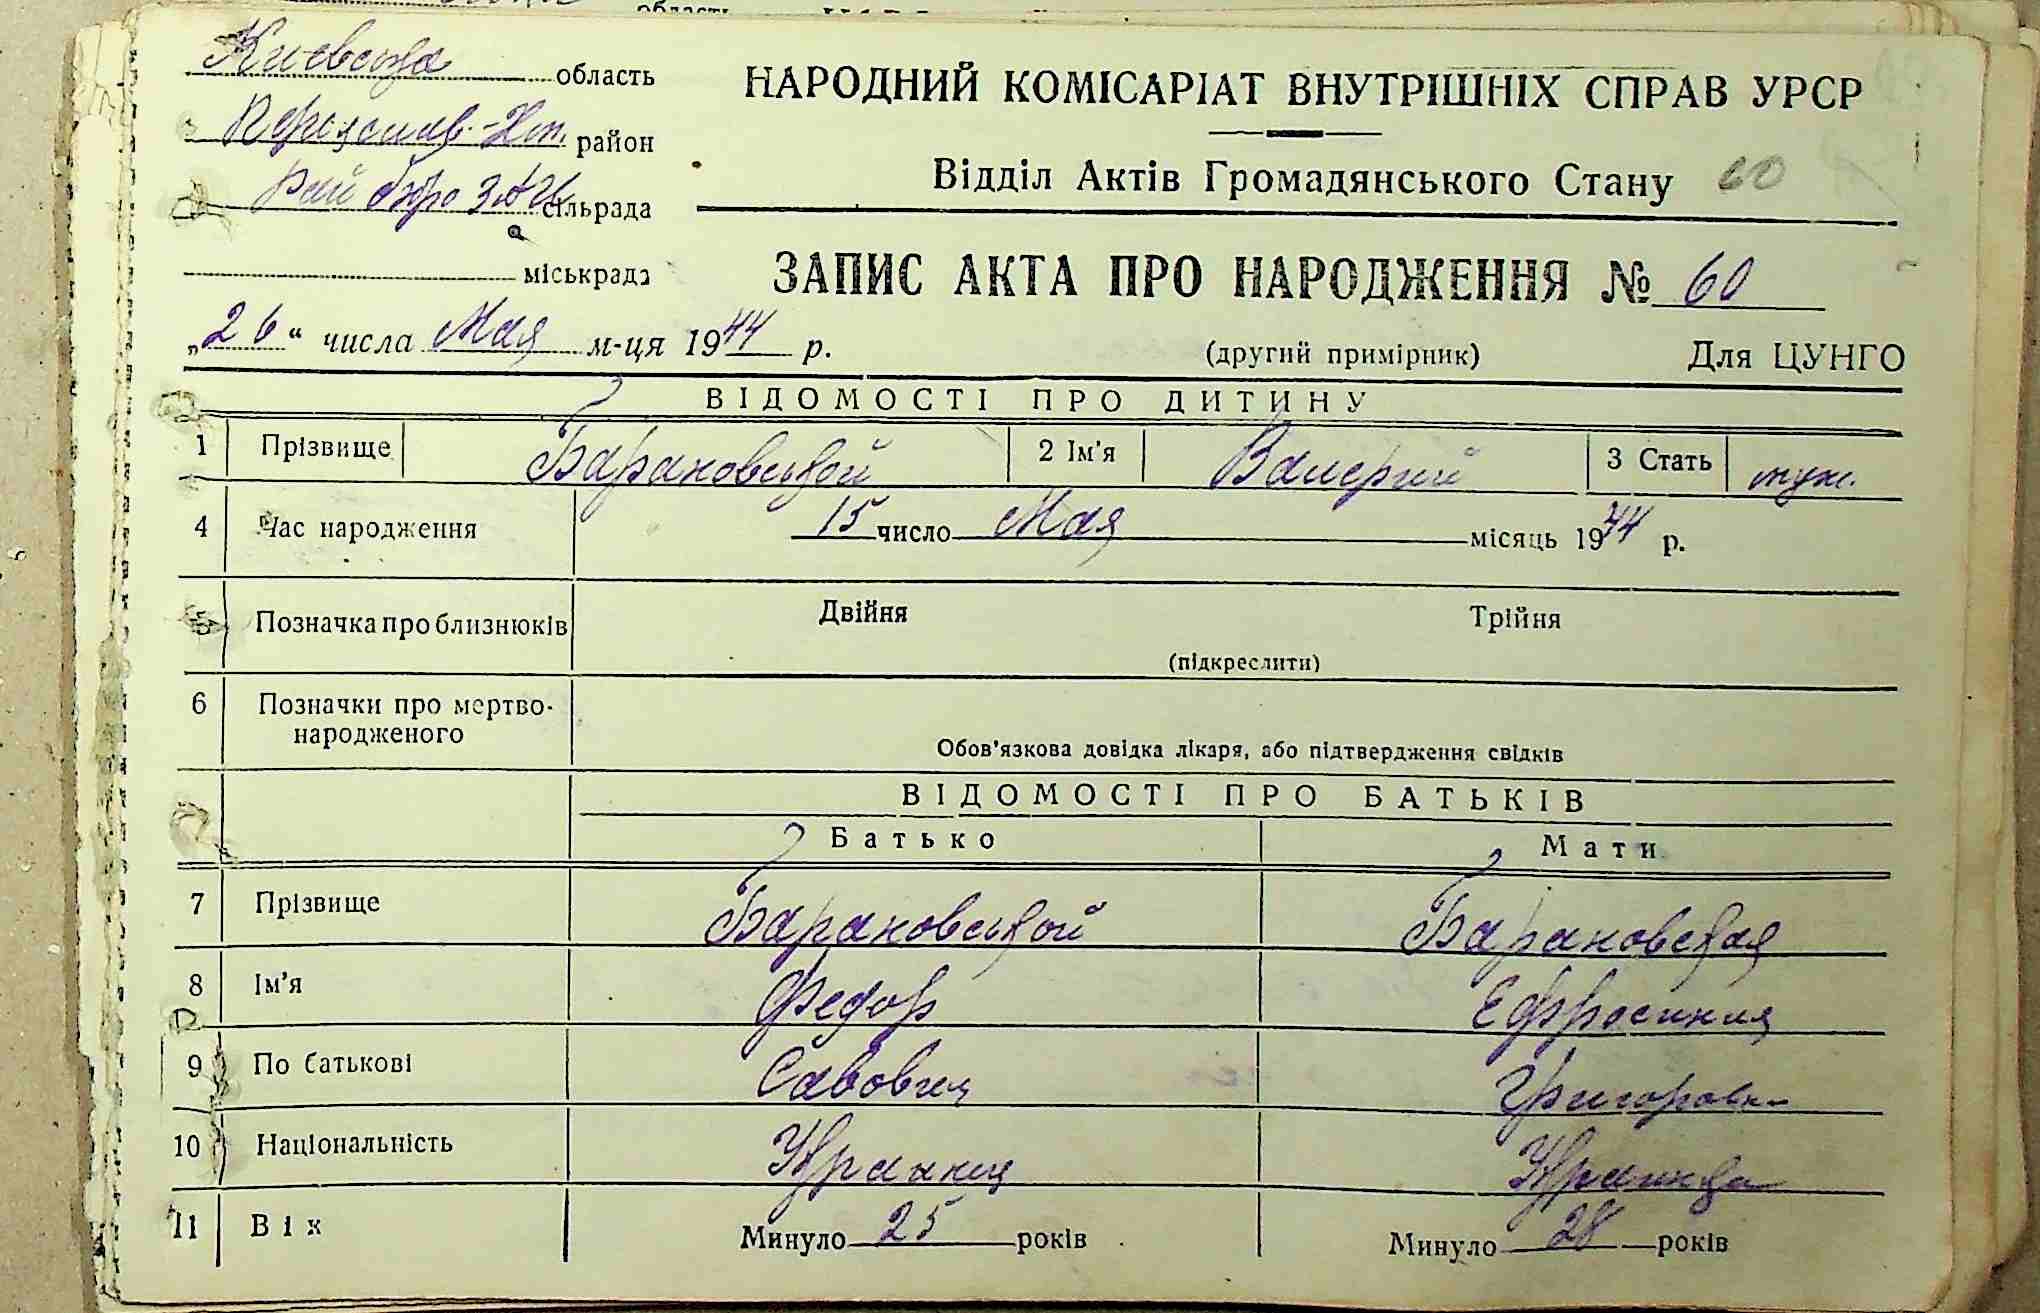 Киевская область
Переяслав.-Хм. район
Рай бюро ЗАГС сільрада
міськрада
НАРОДНИЙ КОМІСАРІАТ ВНУТРІШНІХ СПРАВ УРСР
Відділ Актів Громадянського Стану 60
ЗАПИС АКТА ПРО НАРОДЖЕННЯ № 60
„26“ числа Мая м-ця 1944 р.
(другий примірник) Для ЦУНГО
ВІДОМОСТІ ПРО ДИТИНУ
1 Прізвище Барановской 2 Ім'я Валерий 3 Стать муж.
4 Час народження 15 число Мая місяць 1944 р.
5 Позначка про близнюків Двійня Трійня
(підкреслити)
6 Позначки про мертво-
народженого
Обов'язкова довідка лікаря, або підтвердження свідків
ВІДОМОСТІ ПРО БАТЬКІВ
Батько Мати
7 Прізвище Барановской Барановская
8 Ім'я Федор Ефросиния
9 По батькові Савович Григоровн
10 Національність Украинец Украинка
11 Вік Минуло 25 років Минуло 28 років